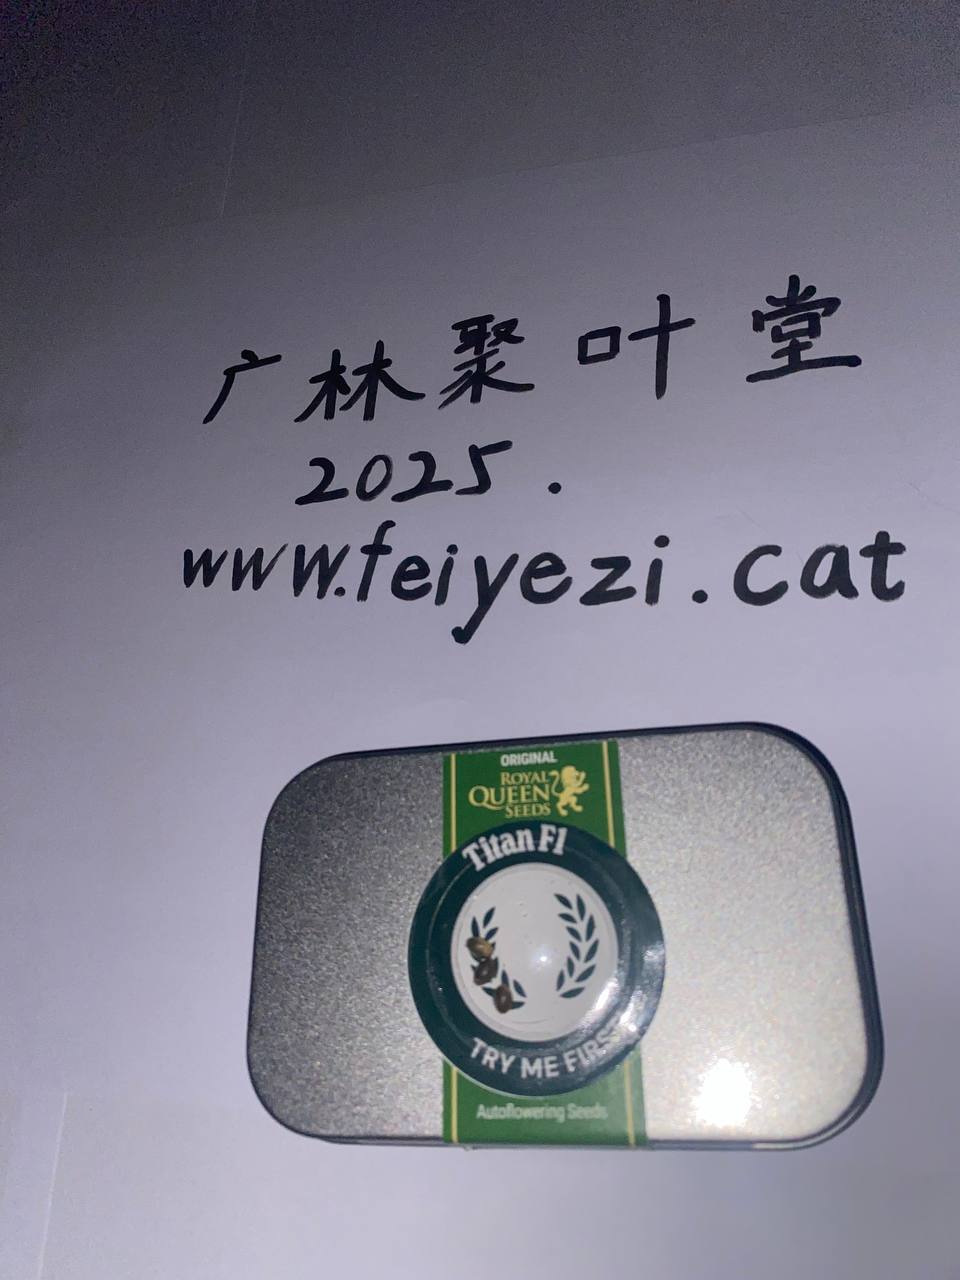 广林聚叶堂
2025.
www.feiyezi.cat
ORIGINAL
ROYAL
QUEEN
SEEDS
Titan F1
TRY ME FIRST
Autoflowering Seeds